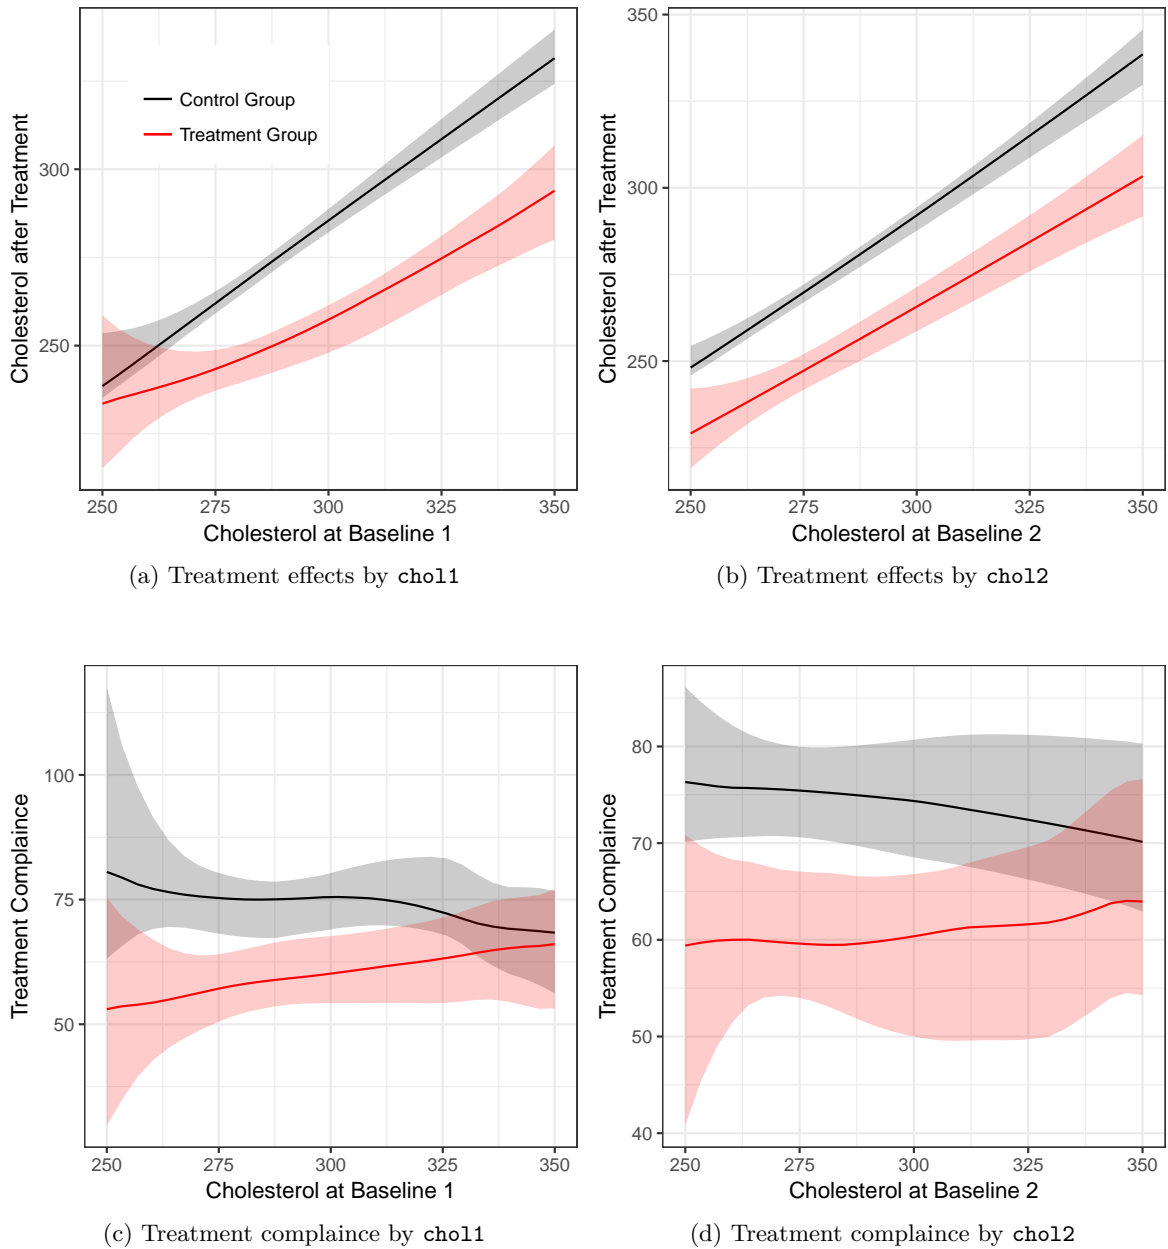 Control Group
Treatment Group
300
250
Cholesterol after Treatment
250 275 300 325 350
Cholesterol at Baseline 1
(a) Treatment effects by chol1
350
300
250
Cholesterol after Treatment
250 275 300 325 350
Cholesterol at Baseline 2
(b) Treatment effects by chol2
100
75
50
Treatment Complaince
250 275 300 325 350
Cholesterol at Baseline 1
(c) Treatment complaince by chol1
80
70
60
50
40
Treatment Complaince
250 275 300 325 350
Cholesterol at Baseline 2
(d) Treatment complaince by chol2